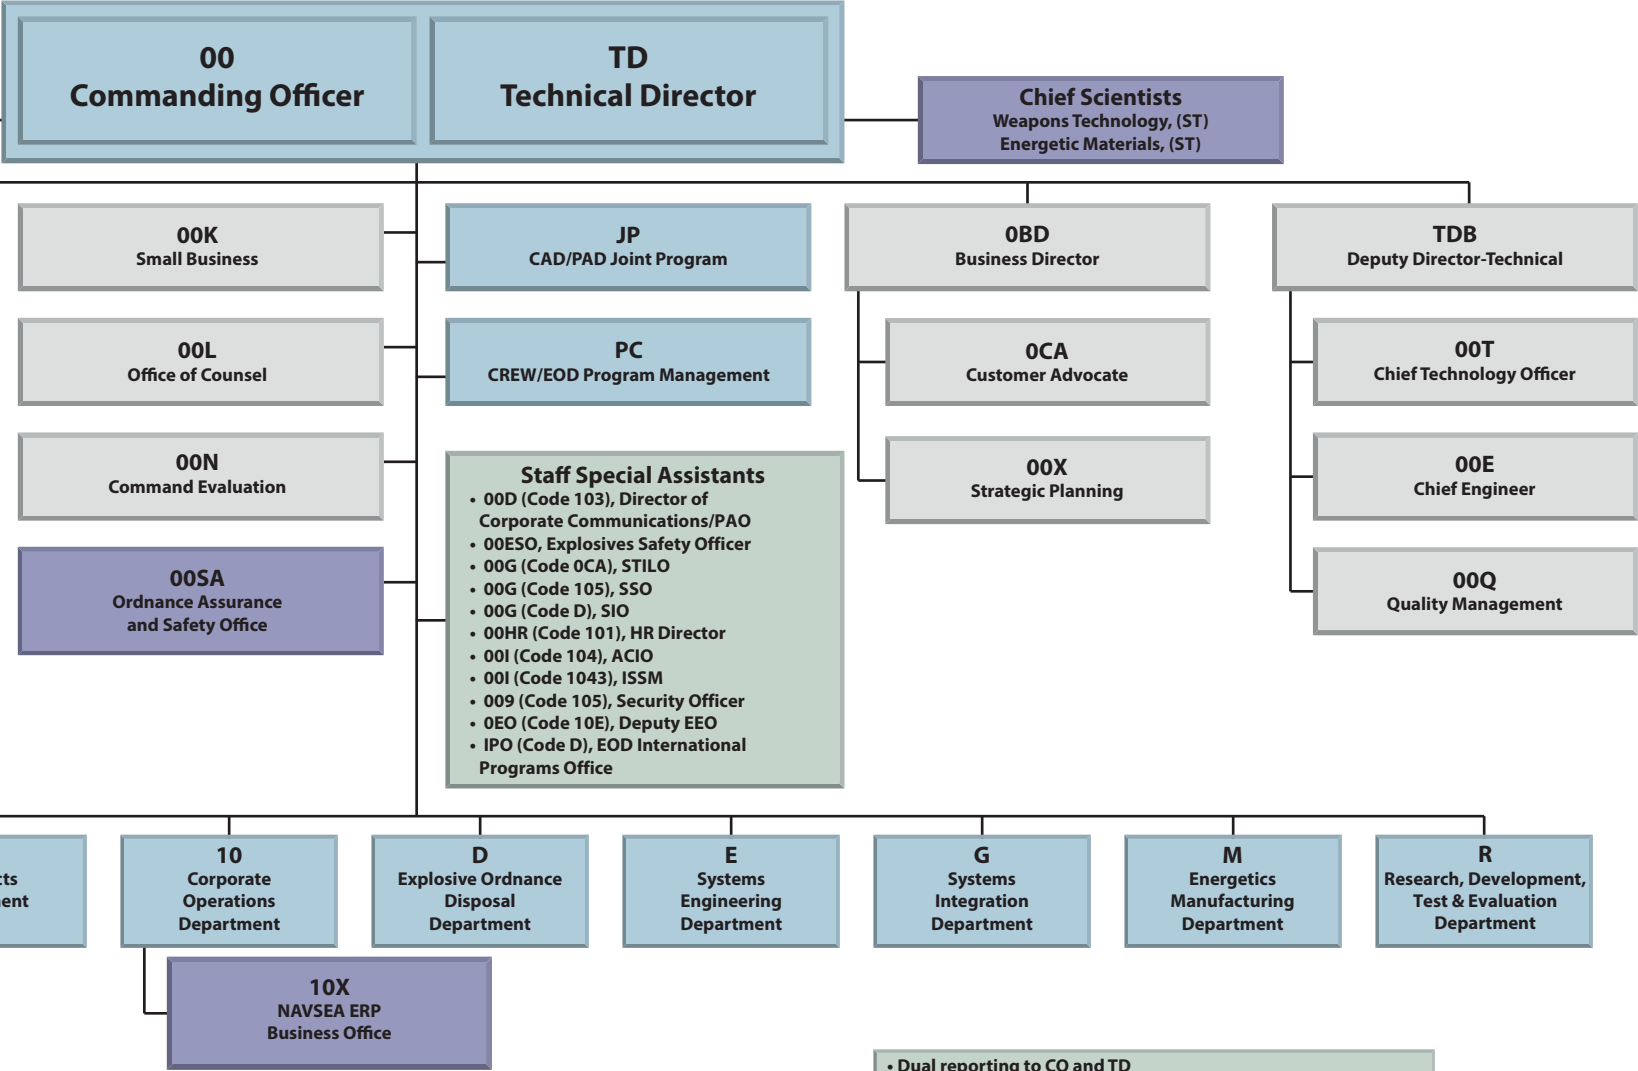 00
Commanding Officer
TD
Technical Director
Chief Scientists
Weapons Technology, (ST)
Energetic Materials, (ST)
00K
Small Business
JP
CAD/PAD Joint Program
0BD
Business Director
TDB
Deputy Director-Technical
00L
Office of Counsel
PC
CREW/EOD Program Management
0CA
Customer Advocate
00T
Chief Technology Officer
00N
Command Evaluation
00X
Strategic Planning
00E
Chief Engineer
00SA
Ordnance Assurance
and Safety Office
00Q
Quality Management
Staff Special Assistants
• 00D (Code 103), Director of
Corporate Communications/PAO
• 00ESO, Explosives Safety Officer
• 00G (Code 0CA), STILO
• 00G (Code 105), SSO
• 00G (Code D), SIO
• 00HR (Code 101), HR Director
• 00I (Code 104), ACIO
• 00I (Code 1043), ISSM
• 009 (Code 105), Security Officer
• 0EO (Code 10E), Deputy EEO
• IPO (Code D), EOD International
Programs Office
10
Corporate
Operations
Department
D
Explosive Ordnance
Disposal
Department
E
Systems
Engineering
Department
G
Systems
Integration
Department
M
Energetics
Manufacturing
Department
R
Research, Development,
Test & Evaluation
Department
10X
NAVSEA ERP
Business Office
• Dual reporting to CO and TD